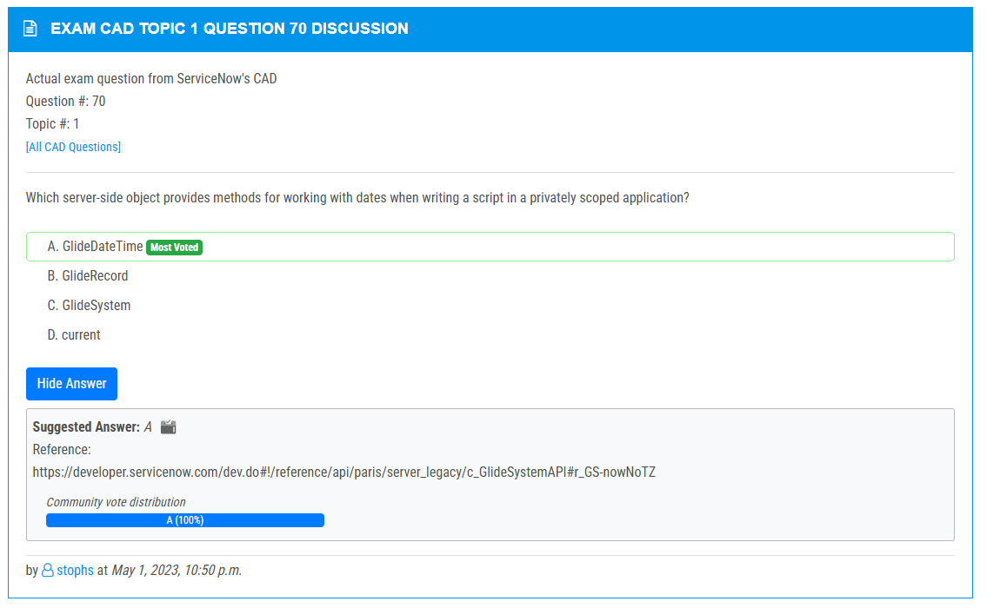 EXAM CAD TOPIC 1 QUESTION 70 DISCUSSION
Actual exam question from ServiceNow's CAD
Question #: 70
Topic #: 1
[All CAD Questions]
Which server-side object provides methods for working with dates when writing a script in a privately scoped application?
A. GlideDateTime Most Voted
B. GlideRecord
C. GlideSystem
D. current
Hide Answer
Suggested Answer: A
Reference:
https://developer.servicenow.com/dev.do#!/reference/api/paris/server_legacy/c_GlideSystemAPI#r_GS-nowNoTZ
Community vote distribution
A (100%)
by stophs at May 1, 2023, 10:50 p.m.